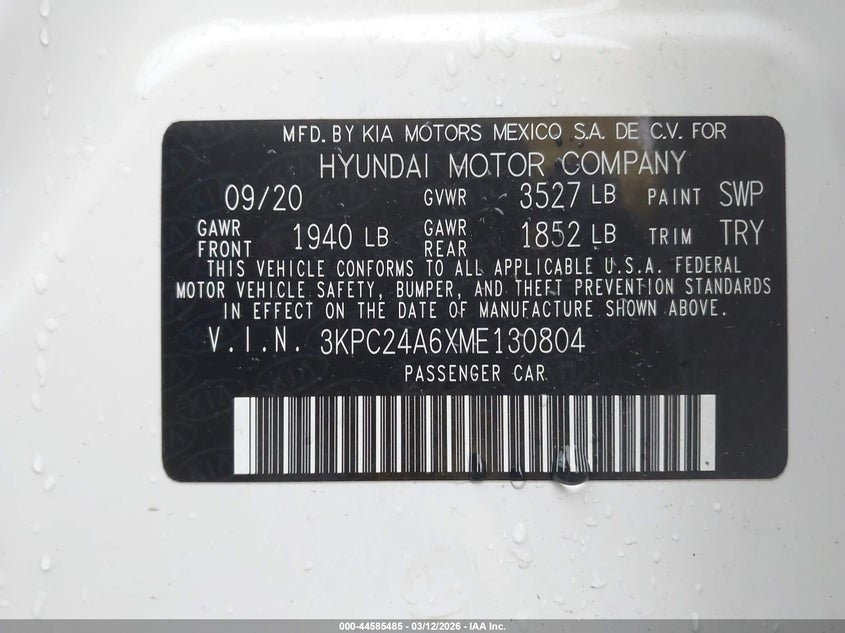 MFD. BY KIA MOTORS MEXICO S.A. DE C.V. FOR
HYUNDAI MOTOR COMPANY
09/20 GVWR 3527 LB PAINT SWP
GAWR FRONT 1940 LB GAWR REAR 1852 LB TRIM TRY
THIS VEHICLE CONFORMS TO ALL APPLICABLE U.S.A. FEDERAL
MOTOR VEHICLE SAFETY, BUMPER, AND THEFT PREVENTION STANDARDS
IN EFFECT ON THE DATE OF MANUFACTURE SHOWN ABOVE.
V.I.N. 3KPC24A6XME130804
PASSENGER CAR
000-44585485 - 03/12/2026 - IAA Inc.